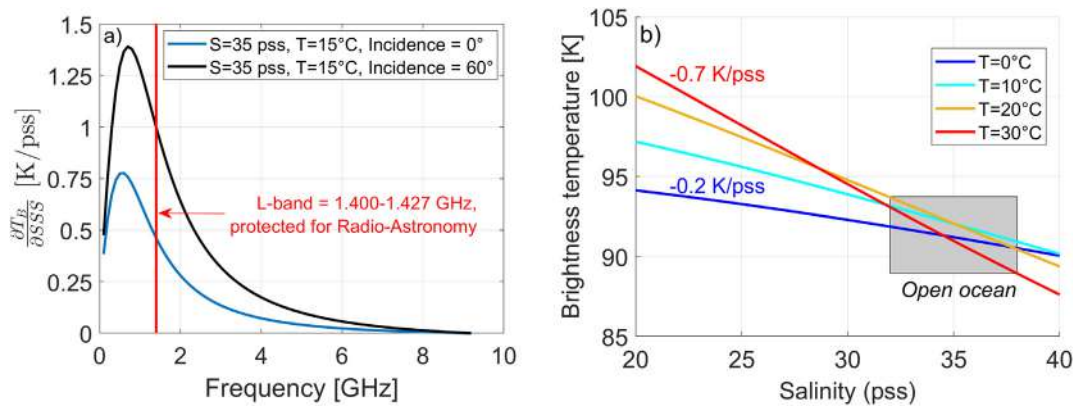 a)
S=35 pss, T=15°C, Incidence = 0°
S=35 pss, T=15°C, Incidence = 60°
L-band = 1.400-1.427 GHz,
protected for Radio-Astronomy
∂T_B/∂SSS [K/pss]
1.5
1.25
1
0.75
0.5
0.25
0
0 2 4 6 8 10
Frequency [GHz]
b)
-0.7 K/pss
-0.2 K/pss
T=0°C
T=10°C
T=20°C
T=30°C
Open ocean
Brightness temperature [K]
105
100
95
90
85
20 25 30 35 40
Salinity (pss)